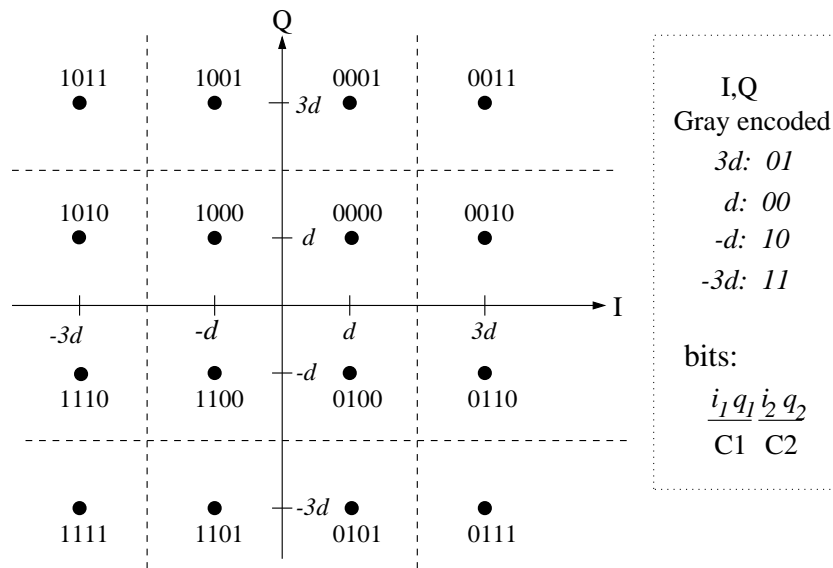 Q
1011 1001 0001 0011
3d
1010 1000 0000 0010
d
I
-3d -d d 3d
-d
1110 1100 0100 0110
-3d
1111 1101 0101 0111
I,Q
Gray encoded
3d: 01
d: 00
-d: 10
-3d: 11
bits:
i1 q1 i2 q2
C1 C2